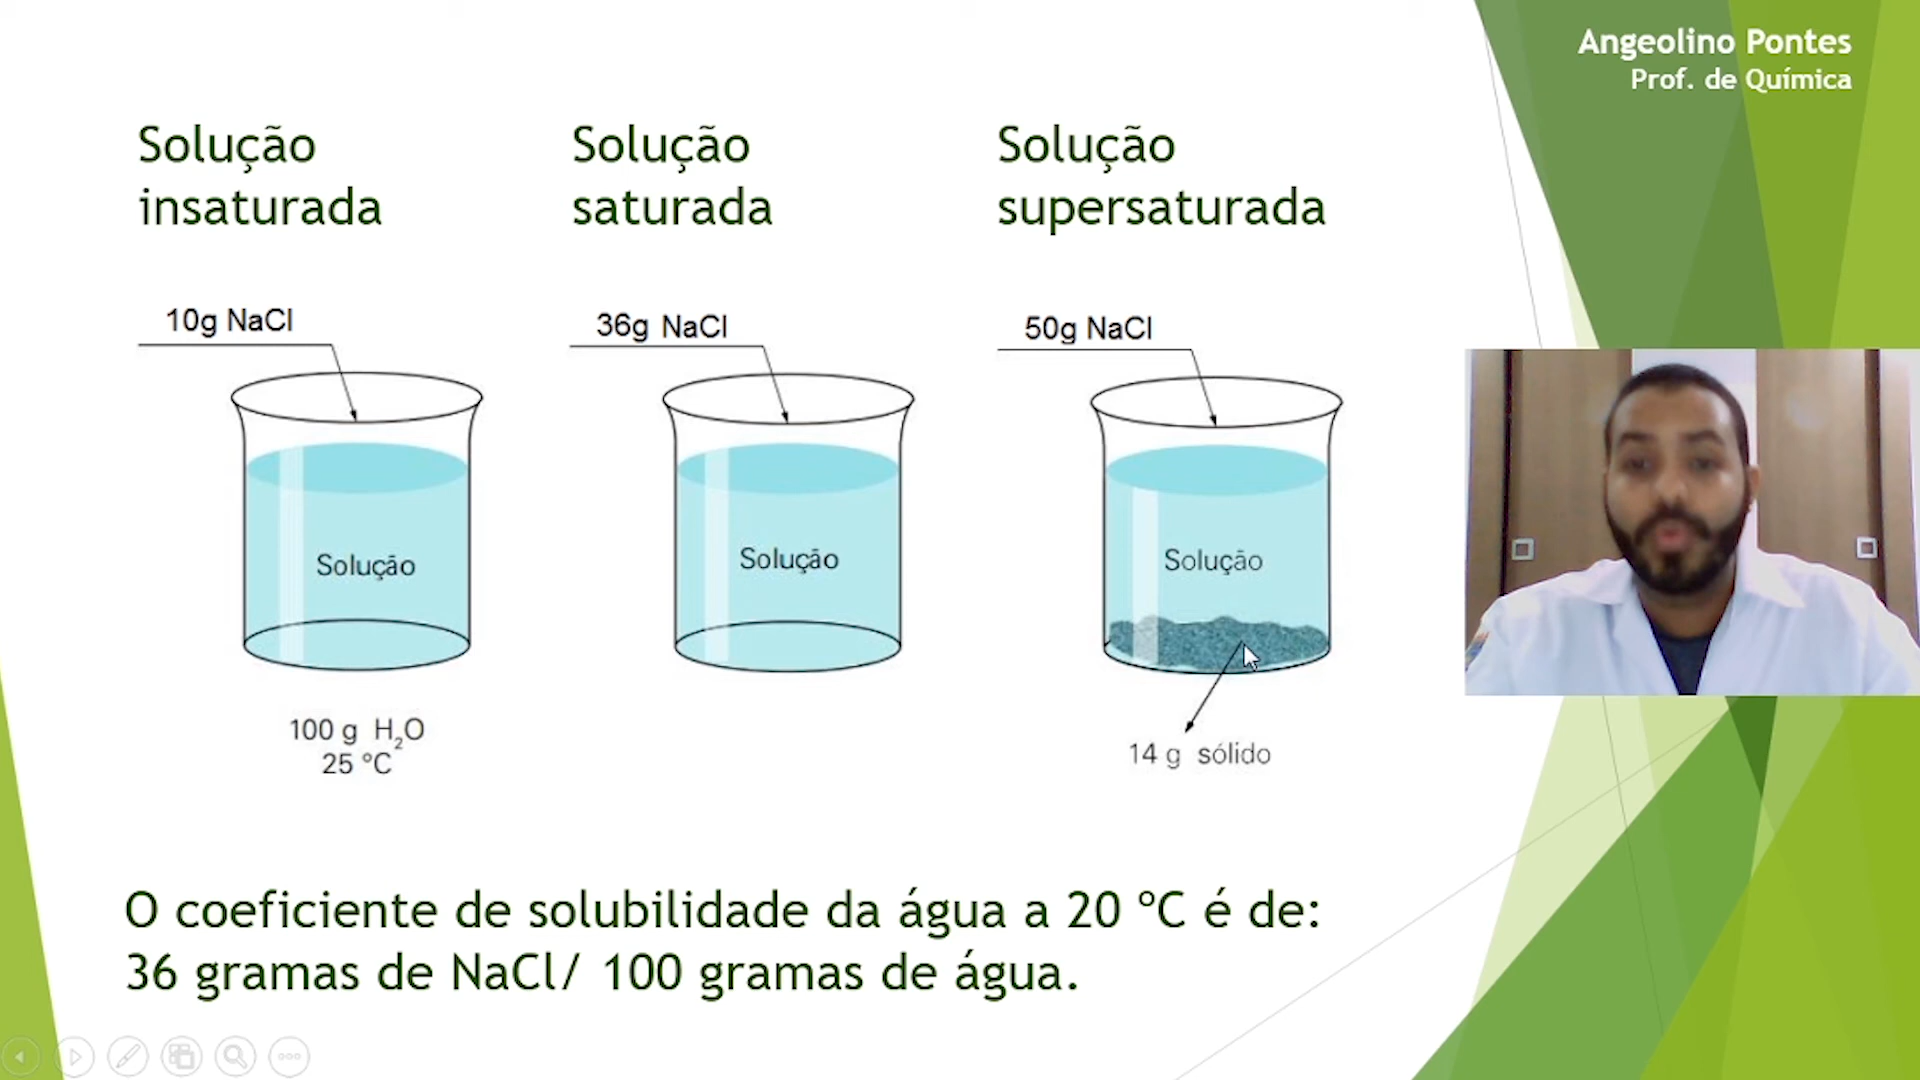 Angeolino Pontes
Prof. de Química
Solução
insaturada
Solução
saturada
Solução
supersaturada
10g NaCl
36g NaCl
50g NaCl
Solução
Solução
Solução
100 g H₂O
25 ºC
14 g sólido
O coeficiente de solubilidade da água a 20 ºC é de:
36 gramas de NaCl/ 100 gramas de água.